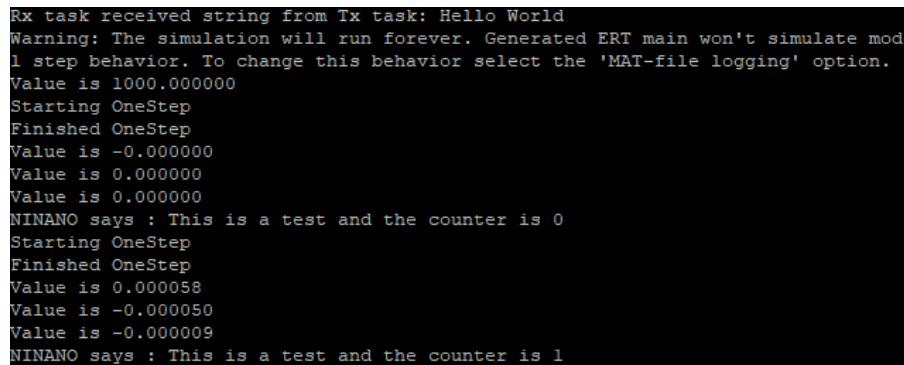 Rx task received string from Tx task: Hello World
Warning: The simulation will run forever. Generated ERT main won't simulate mod
l step behavior. To change this behavior select the 'MAT-file logging' option.
Value is 1000.000000
Starting OneStep
Finished OneStep
Value is -0.000000
Value is 0.000000
Value is 0.000000
NINANO says : This is a test and the counter is 0
Starting OneStep
Finished OneStep
Value is 0.000058
Value is -0.000050
Value is -0.000009
NINANO says : This is a test and the counter is 1